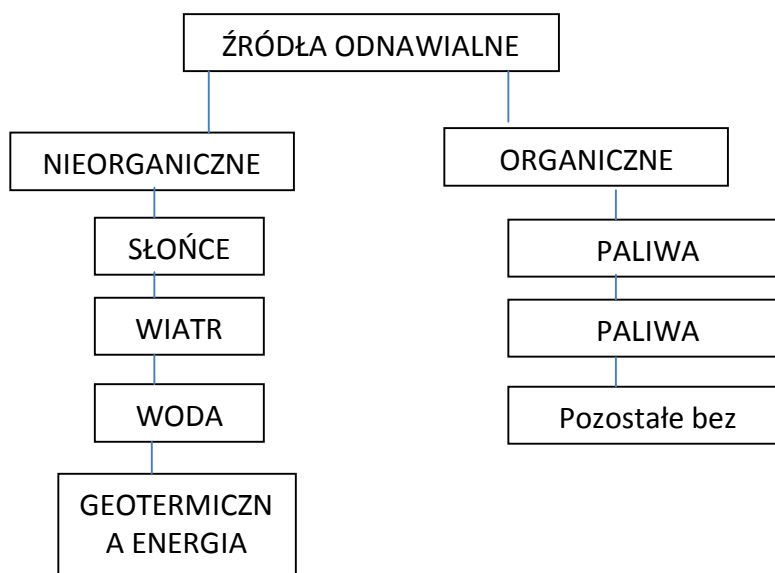 ŹRÓDŁA ODNAWIALNE
NIEORGANICZNE
SŁOŃCE
WIATR
WODA
GEOTERMICZN
A ENERGIA
ORGANICZNE
PALIWA
PALIWA
Pozostałe bez